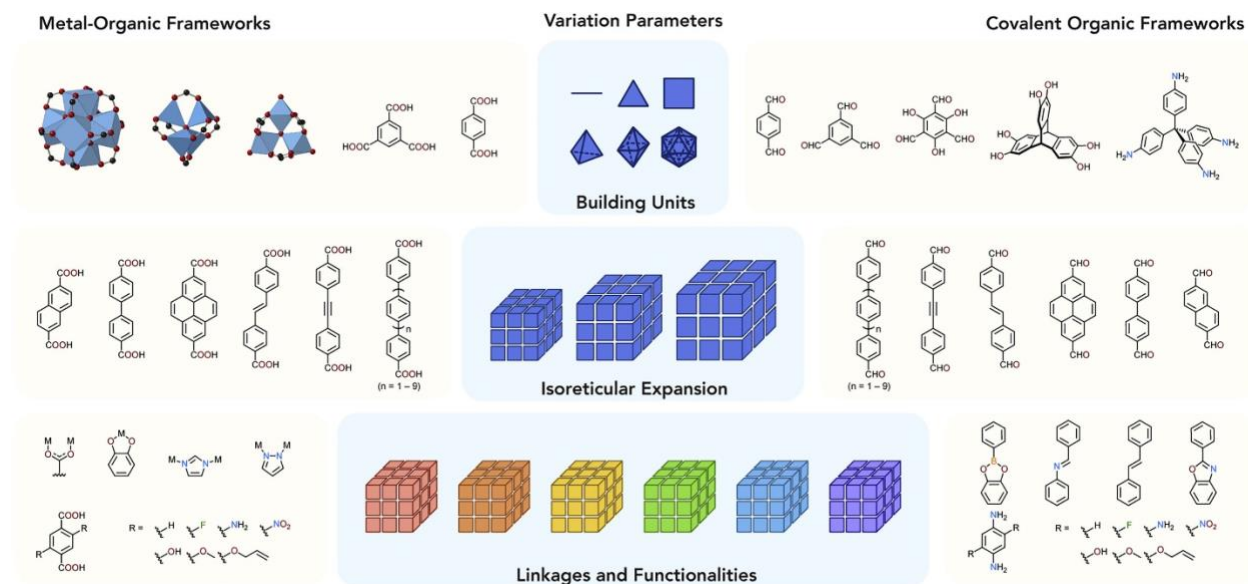 Metal-Organic Frameworks
Variation Parameters
Covalent Organic Frameworks
COOH
HOOC COOH
COOH
COOH
Building Units
CHO
CHO
CHO
OHC CHO
CHO
HO OH
OHC CHO
OH
OH
HO
HO
OH
HO
OH
NH₂
H₂N
NH₂
NH₂
COOH
COOH
COOH
COOH
COOH
COOH
COOH
COOH
COOH
COOH
COOH
n
COOH
(n = 1 – 9)
Isoreticular Expansion
CHO
n
CHO
(n = 1 – 9)
CHO
CHO
CHO
CHO
CHO
CHO
CHO
CHO
CHO
CHO
M M
O O
M
O O
M N N M
M M
N N
COOH
R
R
COOH
R = H F NH₂ NO₂
OH O O
Linkages and Functionalities
B
O O
N
O N
NH₂
R
R
NH₂
R = H F NH₂ NO₂
OH O O